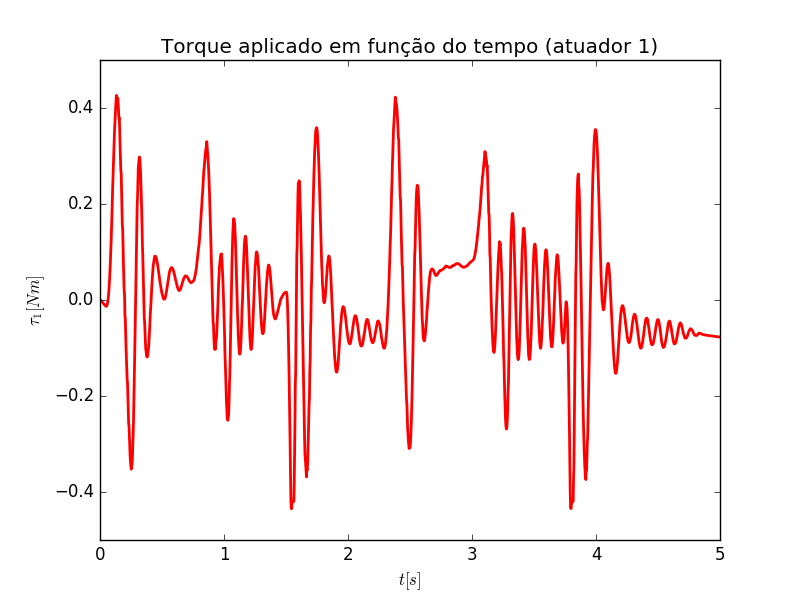 Torque aplicado em função do tempo (atuador 1)
τ₁[Nm]
0.4
0.2
0.0
−0.2
−0.4
0 1 2 3 4 5
t[s]